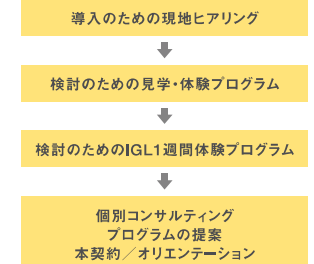 導入のための現地ヒアリング
検討のための見学・体験プログラム
検討のためのIGL1週間体験プログラム
個別コンサルティング
プログラムの提案
本契約／オリエンテーション